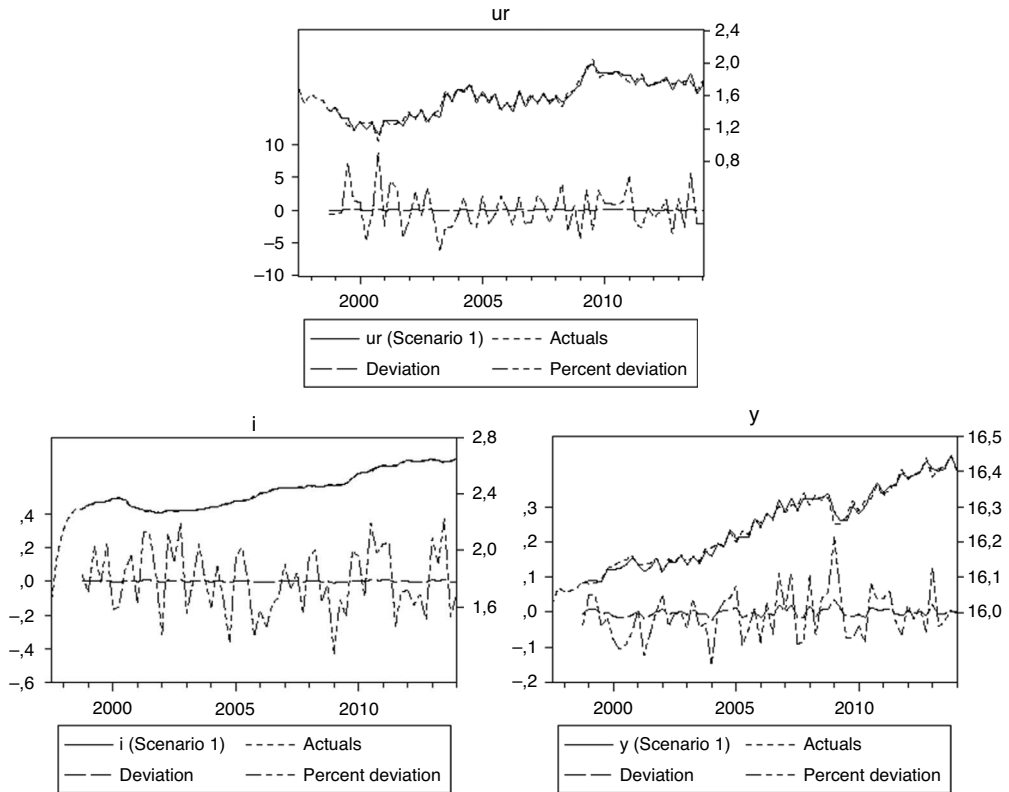 ur
2,4
2,0
1,6
1,2
0,8
10
5
0
−5
−10
2000 2005 2010
ur (Scenario 1) Actuals
Deviation Percent deviation
i
2,8
2,4
2,0
1,6
,4
,2
,0
−,2
−,4
−,6
2000 2005 2010
i (Scenario 1) Actuals
Deviation Percent deviation
y
16,5
16,4
16,3
16,2
16,1
16,0
,3
,2
,1
,0
−,1
−,2
2000 2005 2010
y (Scenario 1) Actuals
Deviation Percent deviation